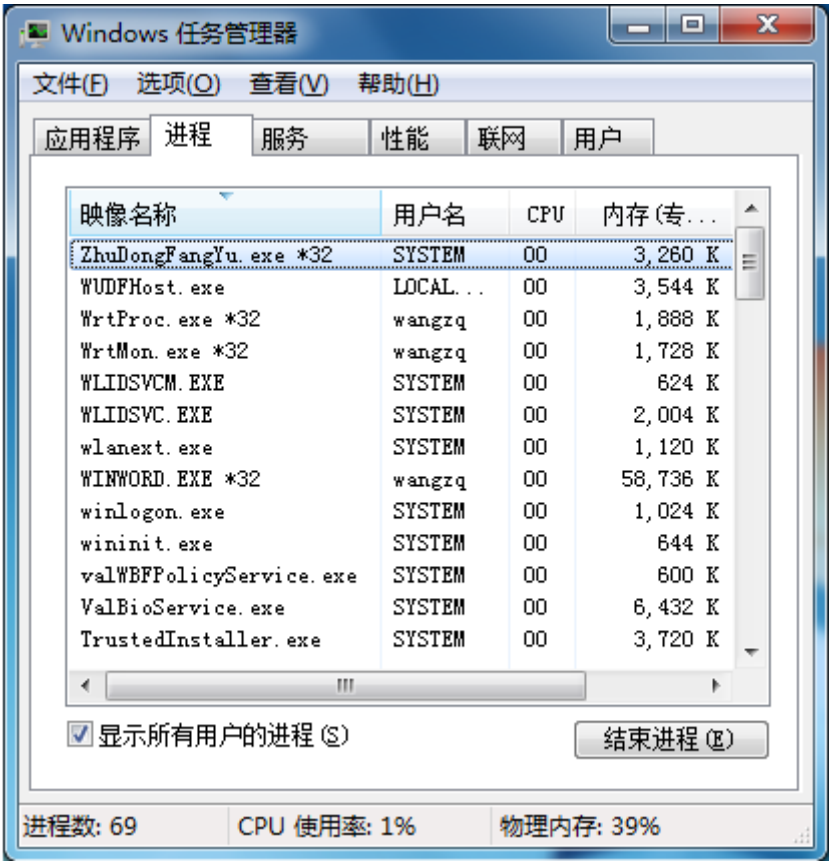 Windows 任务管理器
文件(F) 选项(O) 查看(V) 帮助(H)
应用程序 进程 服务 性能 联网 用户
映像名称 用户名 CPU 内存(专...
ZhuDongFangYu.exe *32 SYSTEM 00 3,260 K
WUDFHost.exe LOCAL... 00 3,544 K
WrtProc.exe *32 wangzq 00 1,888 K
WrtMon.exe *32 wangzq 00 1,728 K
WLIDSVCM.EXE SYSTEM 00 624 K
WLIDSVC.EXE SYSTEM 00 2,004 K
wlanext.exe SYSTEM 00 1,120 K
WINWORD.EXE *32 wangzq 00 58,736 K
winlogon.exe SYSTEM 00 1,024 K
wininit.exe SYSTEM 00 644 K
valWBFPolicyService.exe SYSTEM 00 600 K
ValBioService.exe SYSTEM 00 6,432 K
TrustedInstaller.exe SYSTEM 00 3,720 K
显示所有用户的进程(S) 结束进程(E)
进程数: 69 CPU 使用率: 1% 物理内存: 39%